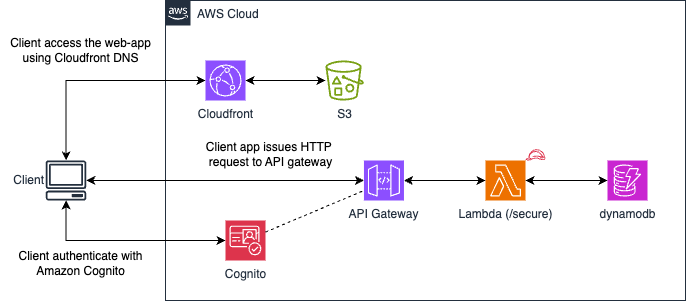 aws
AWS Cloud
Client access the web-app
using Cloudfront DNS
Cloudfront
S3
Client app issues HTTP
request to API gateway
Client
API Gateway
Lambda (/secure)
dynamodb
Client authenticate with
Amazon Cognito
Cognito